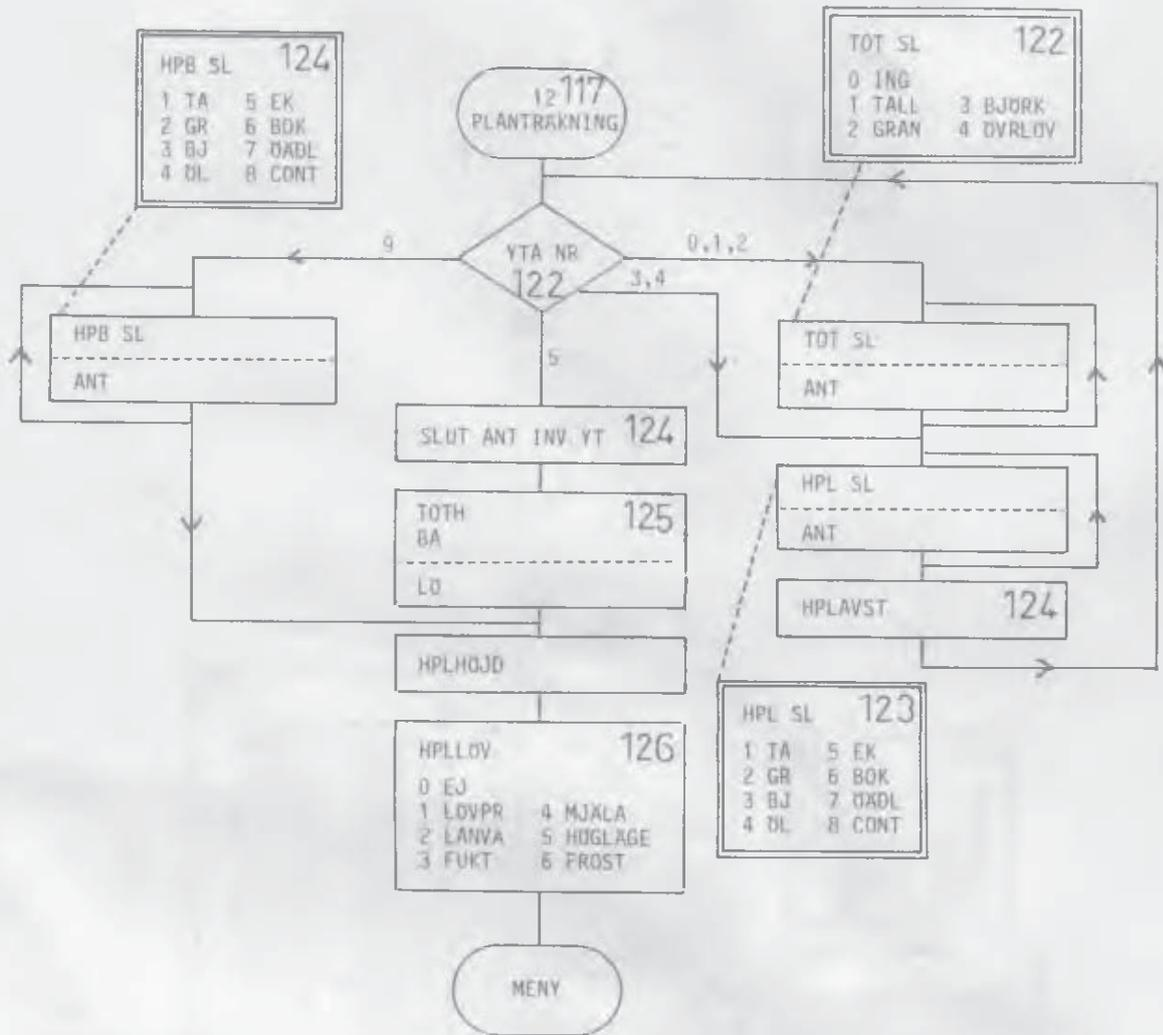 HPB SL 124
1 TA 5 EK
2 GR 6 BOK
3 BJ 7 ÖÄDL
4 ÖL 8 CONT
12 117
PLANTRÄKNING
TOT SL 122
0 ING
1 TALL 3 BJÖRK
2 GRAN 4 ÖVRLÖV
9
YTA NR
122
0,1,2
3,4
5
HPB SL
ANT
TOT SL
ANT
SLUT ANT INV YT 124
HPL SL
ANT
TOTH 125
BA
LÖ
HPLAVST 124
HPLHÖJD
HPLLÖV 126
0 EJ
1 LÖVPR 4 MJÄLA
2 LANVA 5 HÖGLÄGE
3 FUKT 6 FROST
HPL SL 123
1 TA 5 EK
2 GR 6 BOK
3 BJ 7 ÖÄDL
4 ÖL 8 CONT
MENY